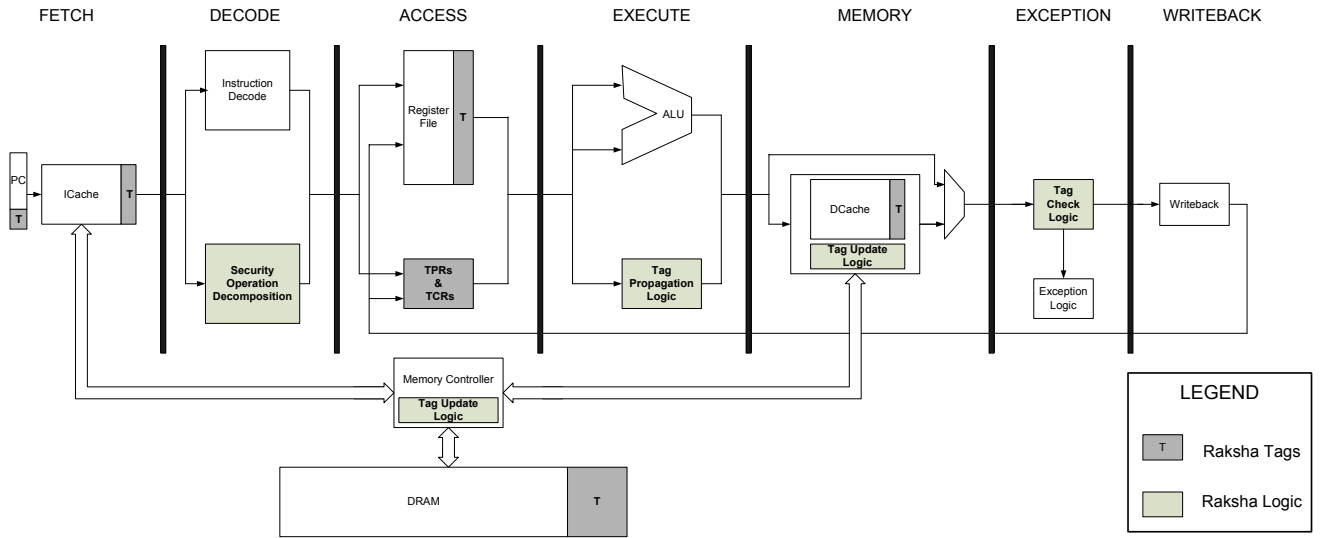 FETCH
DECODE
ACCESS
EXECUTE
MEMORY
EXCEPTION
WRITEBACK
PC
T
ICache
T
Instruction
Decode
Security
Operation
Decomposition
Register
File
T
TPRs
&
TCRs
ALU
Tag
Propagation
Logic
DCache
T
Tag Update
Logic
Tag
Check
Logic
Exception
Logic
Writeback
Memory Controller
Tag Update
Logic
DRAM
T
LEGEND
T
Raksha Tags
Raksha Logic